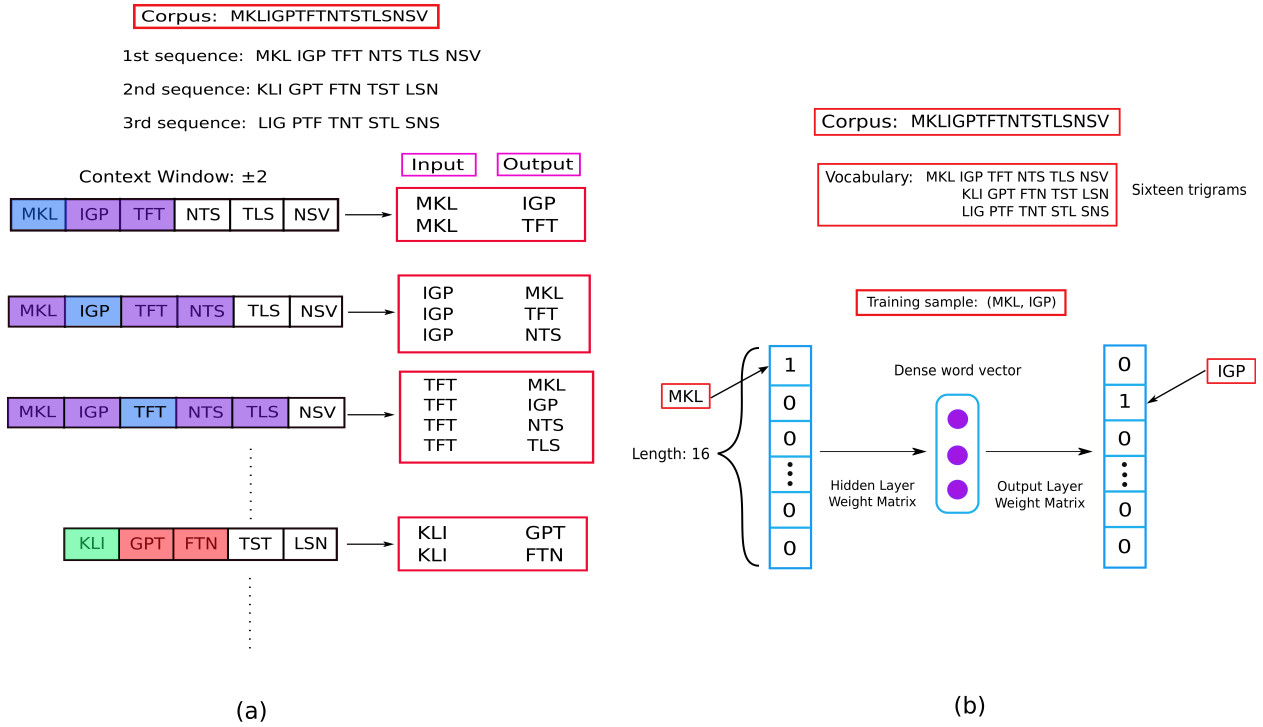 Corpus: MKLIGPTFTNTSTLSNSV
1st sequence: MKL IGP TFT NTS TLS NSV
2nd sequence: KLI GPT FTN TST LSN
3rd sequence: LIG PTF TNT STL SNS
Input Output
Context Window: ±2
MKL IGP TFT NTS TLS NSV
MKL IGP
MKL TFT
MKL IGP TFT NTS TLS NSV
IGP MKL
IGP TFT
IGP NTS
MKL IGP TFT NTS TLS NSV
TFT MKL
TFT IGP
TFT NTS
TFT TLS
KLI GPT FTN TST LSN
KLI GPT
KLI FTN
(a)
Corpus: MKLIGPTFTNTSTLSNSV
Vocabulary: MKL IGP TFT NTS TLS NSV
KLI GPT FTN TST LSN
LIG PTF TNT STL SNS
Sixteen trigrams
Training sample: (MKL, IGP)
MKL
Length: 16
1
0
0
0
0
Hidden Layer
Weight Matrix
Dense word vector
Output Layer
Weight Matrix
0
1
0
0
0
IGP
(b)